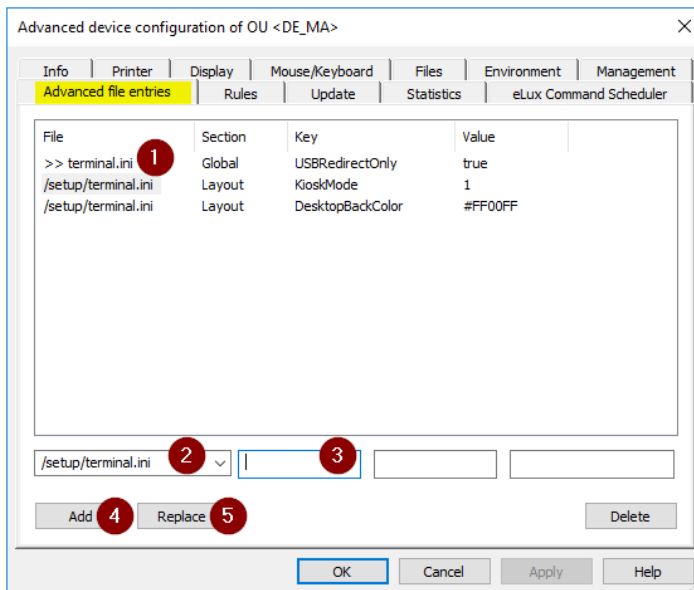 Advanced device configuration of OU <DE_MA>
Info Printer Display Mouse/Keyboard Files Environment Management
Advanced file entries Rules Update Statistics eLux Command Scheduler
File Section Key Value
>> terminal.ini 1 Global USBRedirectOnly true
/setup/terminal.ini Layout KioskMode 1
/setup/terminal.ini Layout DesktopBackColor #FF00FF
/setup/terminal.ini 2 3
Add 4 Replace 5 Delete
OK Cancel Apply Help